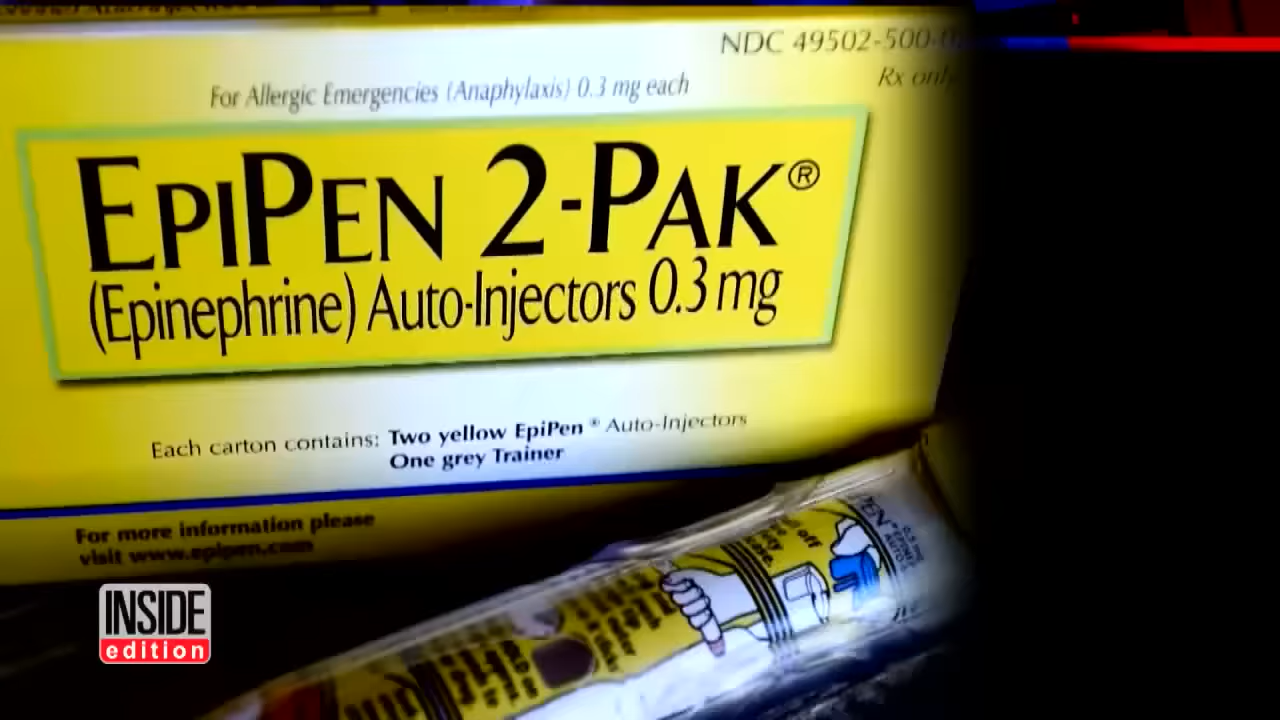 NDC 49502-500-0
Rx only
For Allergic Emergencies (Anaphylaxis) 0.3 mg each
EPIPEN 2-PAK®
(Epinephrine) Auto-Injectors 0.3 mg
Each carton contains: Two yellow EpiPen® Auto-Injectors
One grey Trainer
For more information please
visit www.epipen.com
off
INSIDE
edition